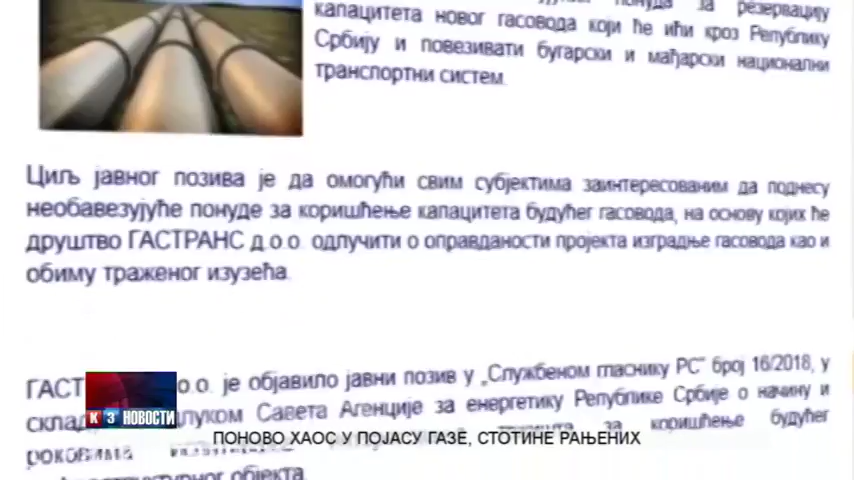 понуда за резервацију
капацитета новог гасовода који ће ићи кроз Републику
Србију и повезивати бугарски и мађарски национални
транспортни систем.
Циљ јавног позива је да омогући свим субјектима заинтересованим да поднесу
необавезујуће понуде за коришћење капацитета будућег гасовода, на основу којих ће
друштво ГАСТРАНС д.о.о. одлучити о оправданости пројекта изградње гасовода као и
обиму траженог изузећа.
ГАСТ о.о. је објавило јавни позив у „Службеном гласнику РС“ број 16/2018, у
склад луком Савета Агенције за енергетику Републике Србије о начину и
роковима за коришћење будућег
објекта
К3 НОВОСТИ
ПОНОВО ХАОС У ПОЈАСУ ГАЗЕ, СТОТИНЕ РАЊЕНИХ